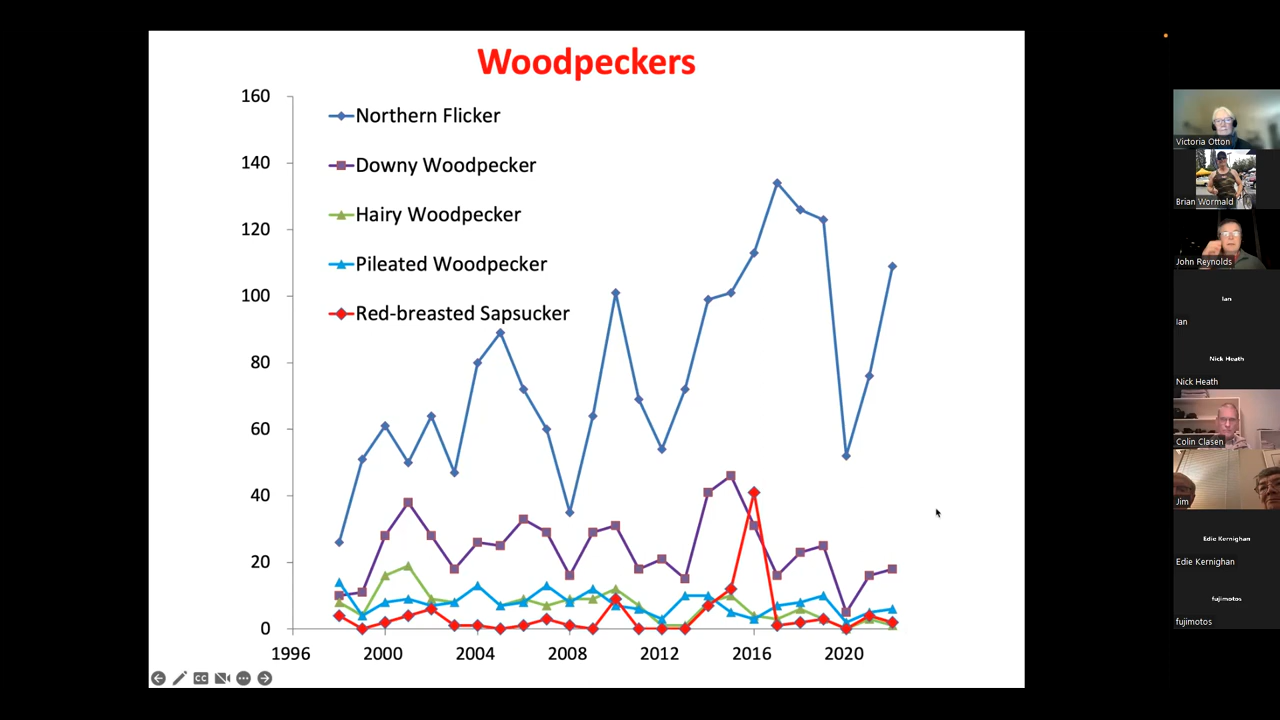 Woodpeckers
160
140
120
100
80
60
40
20
0
Northern Flicker
Downy Woodpecker
Hairy Woodpecker
Pileated Woodpecker
Red-breasted Sapsucker
1996 2000 2004 2008 2012 2016 2020
CC
Victoria Otton
Brian Wormald
John Reynolds
Ian
Ian
Nick Heath
Nick Heath
Colin Clasen
Jim
Edie Kernighan
Edie Kernighan
fujimotos
fujimotos